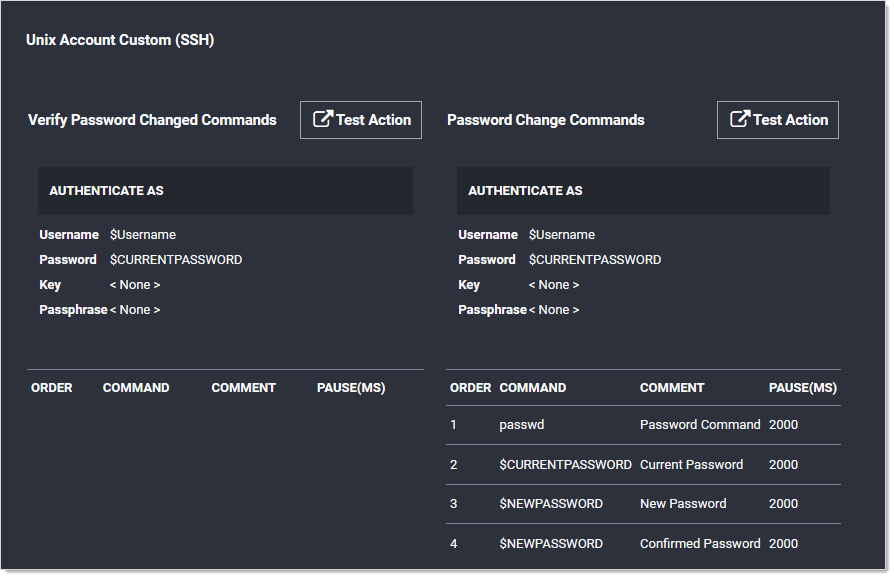 Unix Account Custom (SSH)
Verify Password Changed Commands
Test Action
AUTHENTICATE AS
Username $Username
Password $CURRENTPASSWORD
Key < None >
Passphrase < None >
ORDER COMMAND COMMENT PAUSE(MS)
Password Change Commands
Test Action
AUTHENTICATE AS
Username $Username
Password $CURRENTPASSWORD
Key < None >
Passphrase < None >
ORDER COMMAND COMMENT PAUSE(MS)
1 passwd Password Command 2000
2 $CURRENTPASSWORD Current Password 2000
3 $NEWPASSWORD New Password 2000
4 $NEWPASSWORD Confirmed Password 2000